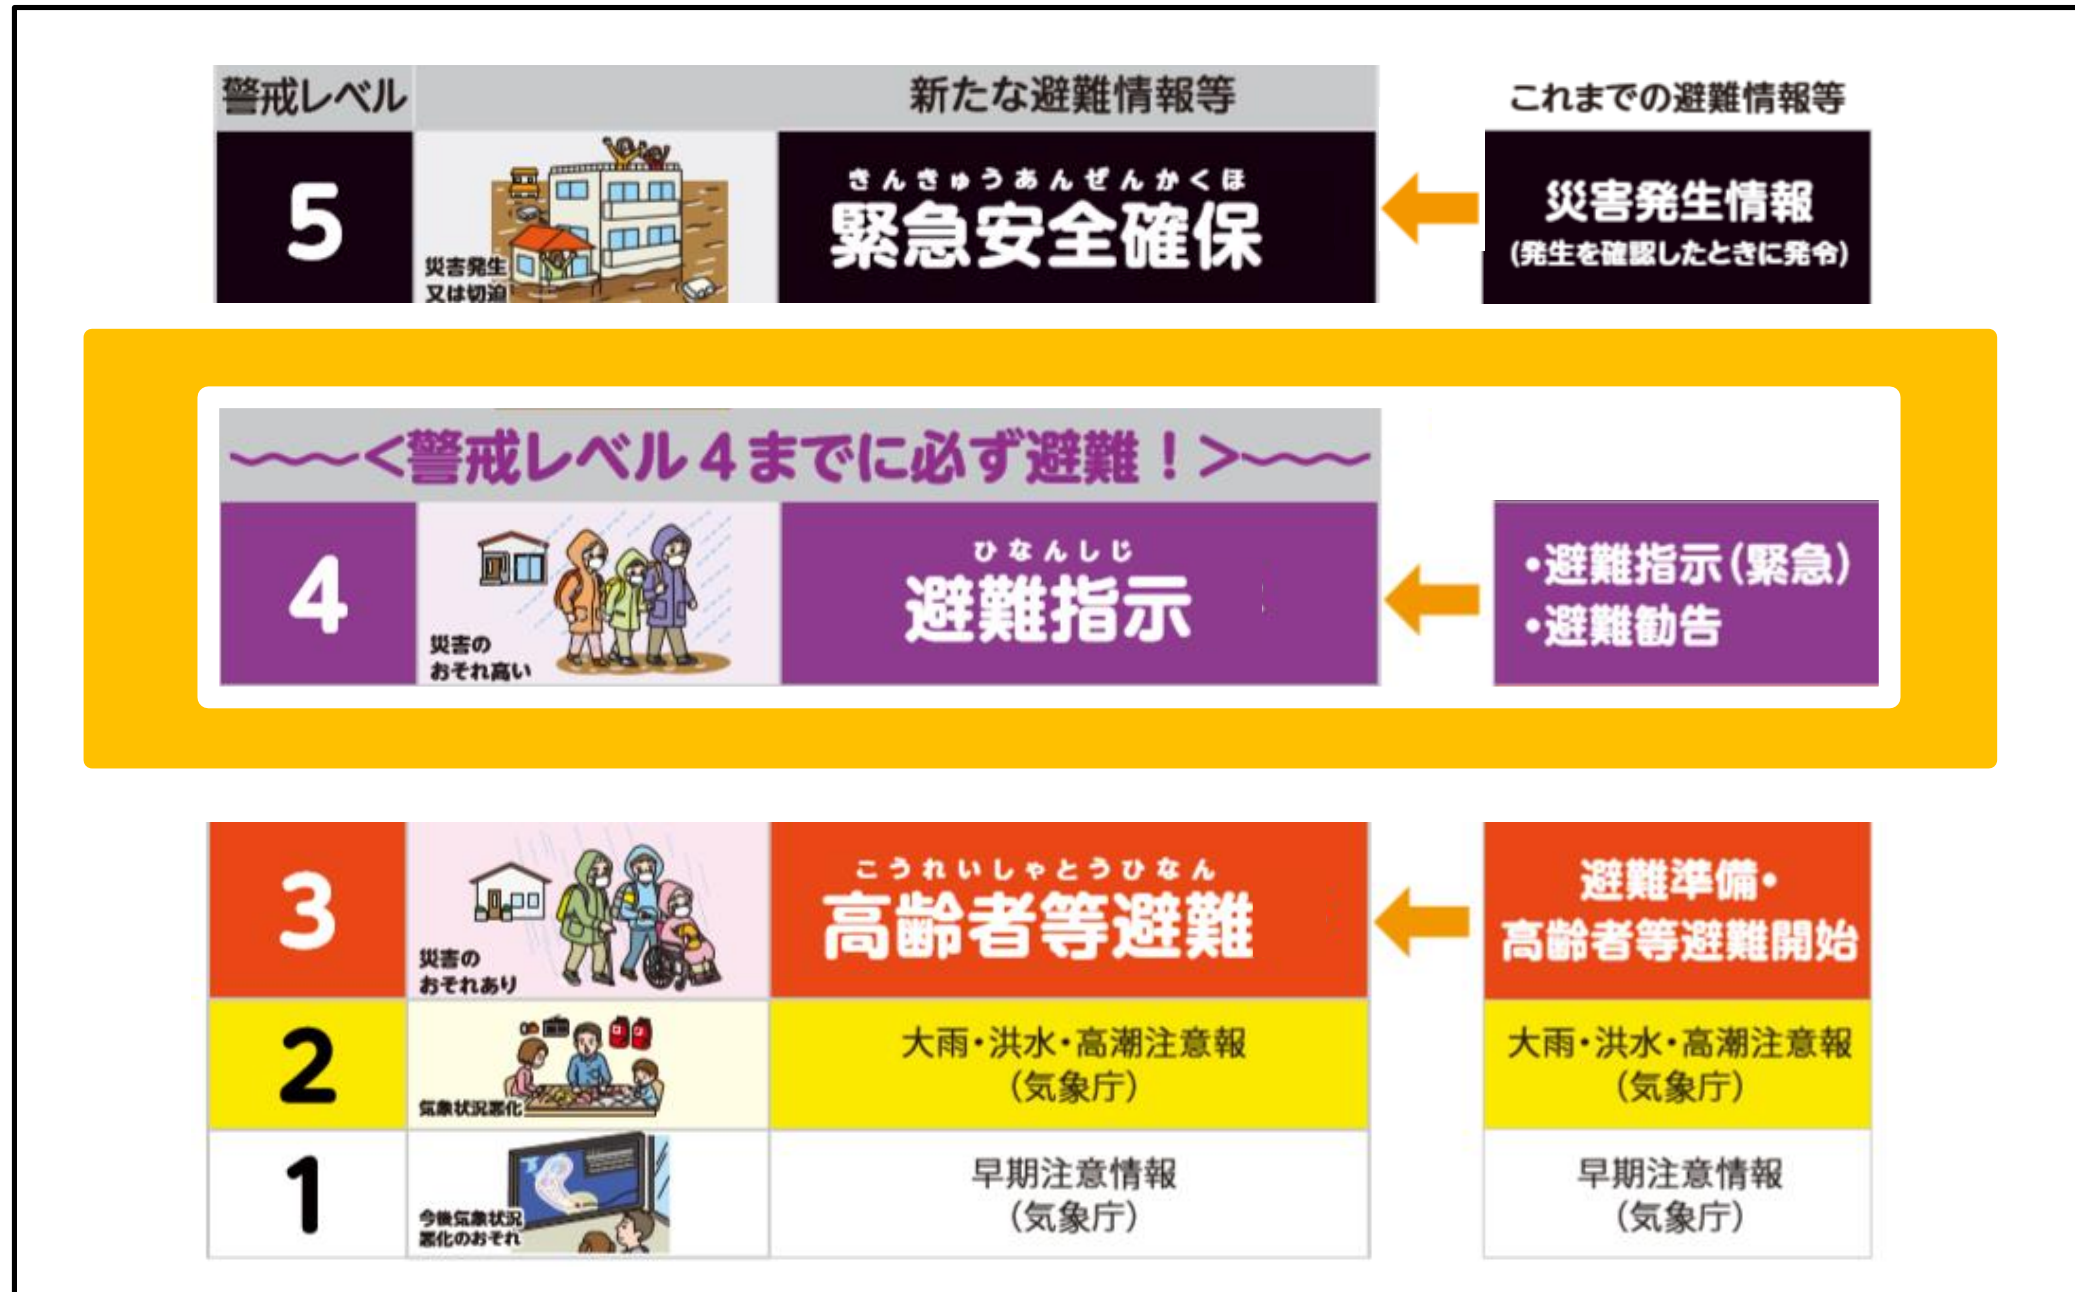 警戒レベル
新たな避難情報等
これまでの避難情報等
5
災害発生
又は切迫
きんきゅうあんぜんかくほ
緊急安全確保
災害発生情報
(発生を確認したときに発令)
〜〜〜<警戒レベル4までに必ず避難!>〜〜〜
4
災害の
おそれ高い
ひなんしじ
避難指示
・避難指示(緊急)
・避難勧告
3
災害の
おそれあり
こうれいしゃとうひなん
高齢者等避難
避難準備・
高齢者等避難開始
2
気象状況悪化
大雨・洪水・高潮注意報
(気象庁)
大雨・洪水・高潮注意報
(気象庁)
1
今後気象状況
悪化のおそれ
早期注意情報
(気象庁)
早期注意情報
(気象庁)